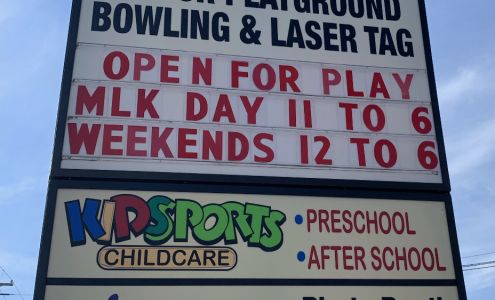 PLAYGROUND
BOWLING & LASER TAG
OPEN FOR PLAY
MLK DAY 11 TO 6
WEEKENDS 12 TO 6
KIDSPORTS
CHILDCARE
• PRESCHOOL
• AFTER SCHOOL